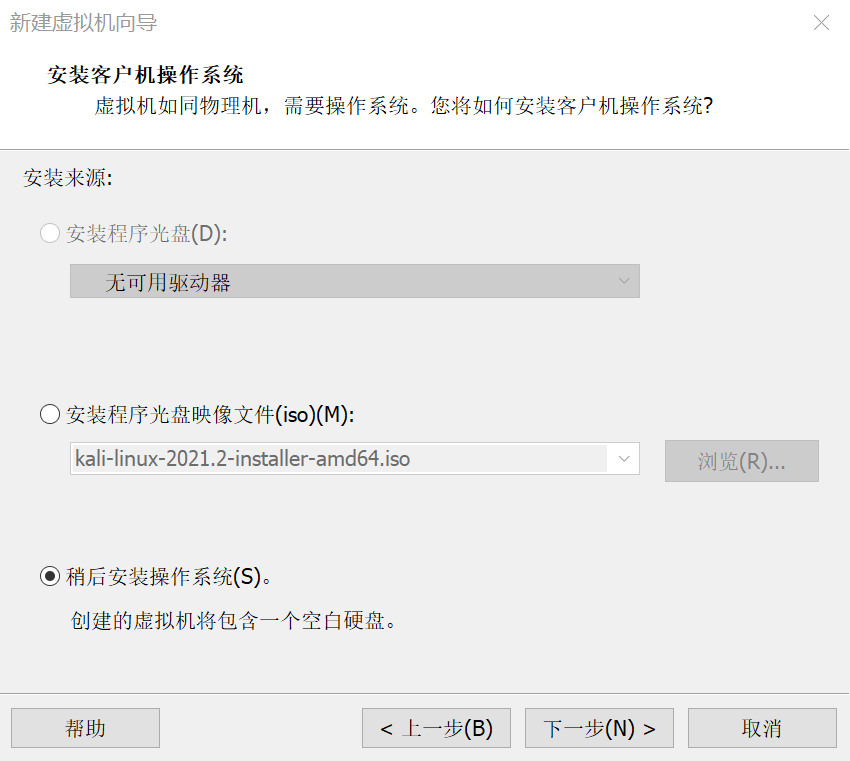 新建虚拟机向导
安装客户机操作系统
虚拟机如同物理机，需要操作系统。您将如何安装客户机操作系统?
安装来源:
安装程序光盘(D):
无可用驱动器
安装程序光盘映像文件(iso)(M):
kali-linux-2021.2-installer-amd64.iso
浏览(R)...
稍后安装操作系统(S)。
创建的虚拟机将包含一个空白硬盘。
帮助
< 上一步(B)
下一步(N) >
取消